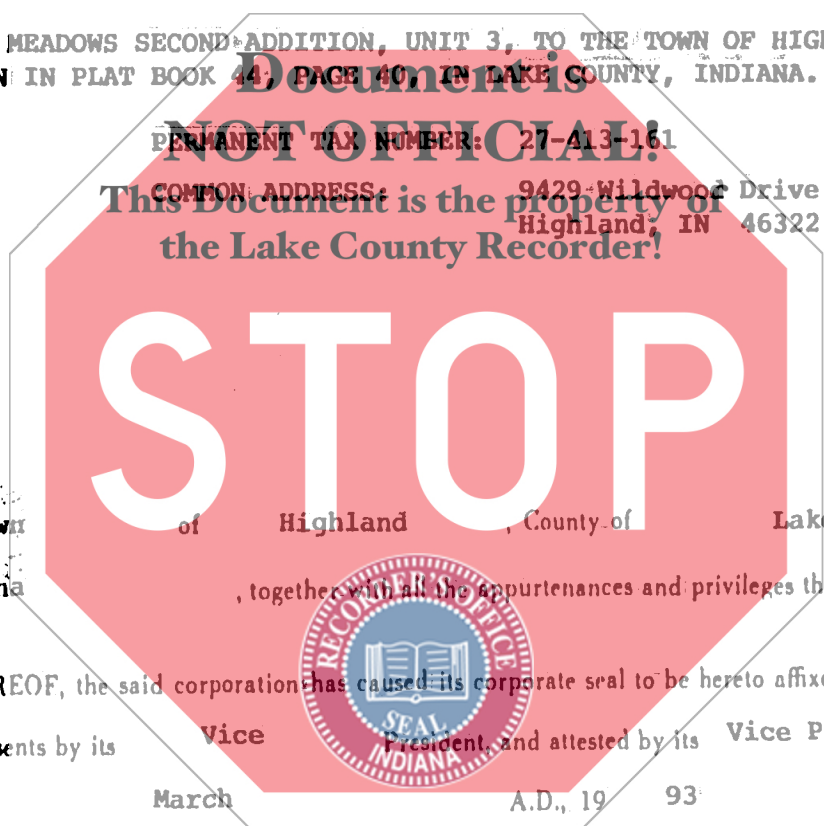 MEADOWS SECOND ADDITION, UNIT 3, TO THE TOWN OF HIGH
N IN PLAT BOOK 44, PAGE 40, IN LAKE COUNTY, INDIANA.
Document is
PERMANENT TAX NUMBER: 27-413-161
NOT OFFICIAL!
COMMON ADDRESS: 9429 Wildwood Drive
This Document is the property of
Highland, IN 46322
the Lake County Recorder!
STOP
of Highland , County of Lak
, together with all the appurtenances and privileges th
RECORDER'S OFFICE
REOF, the said corporation has caused its corporate seal to be hereto affixe
SEAL
ents by its Vice President, and attested by its Vice P
INDIANA
March A.D., 19 93